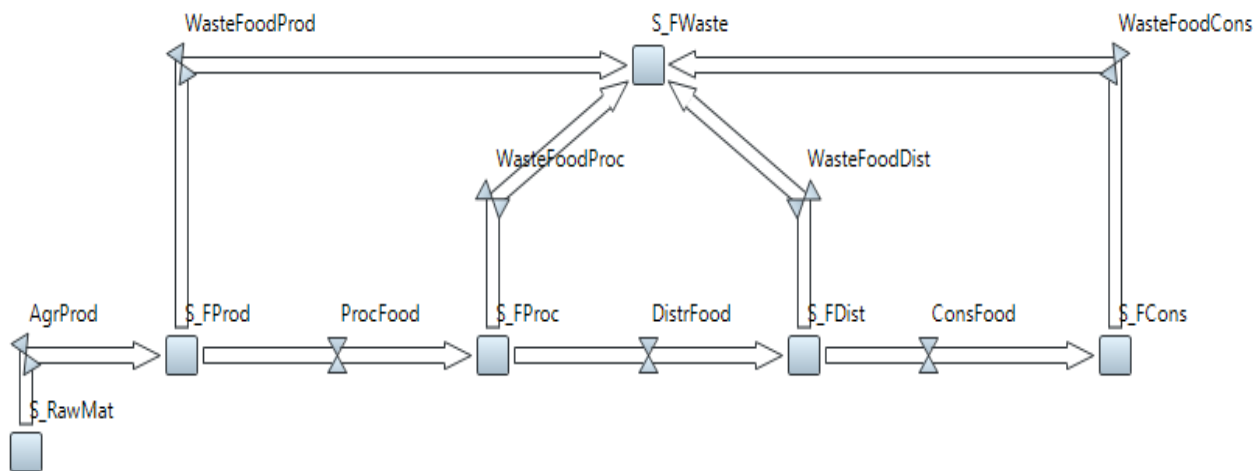 WasteFoodProd
S_FWaste
WasteFoodCons
WasteFoodProc
WasteFoodDist
AgrProd
S_FProd
ProcFood
S_FProc
DistrFood
S_FDist
ConsFood
S_FCons
S_RawMat